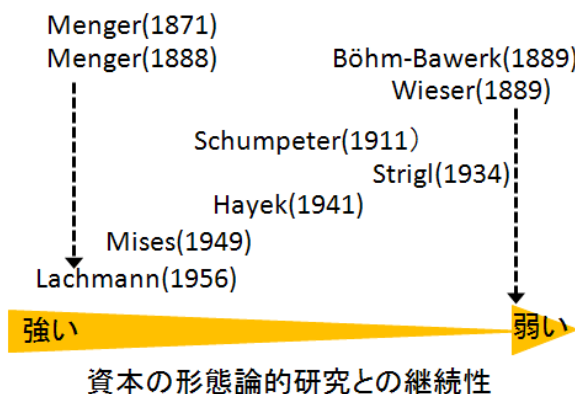 Menger(1871)
Menger(1888)
Böhm-Bawerk(1889)
Wieser(1889)
Schumpeter(1911）
Strigl(1934)
Hayek(1941)
Mises(1949)
Lachmann(1956)
強い
弱い
資本の形態論的研究との継続性